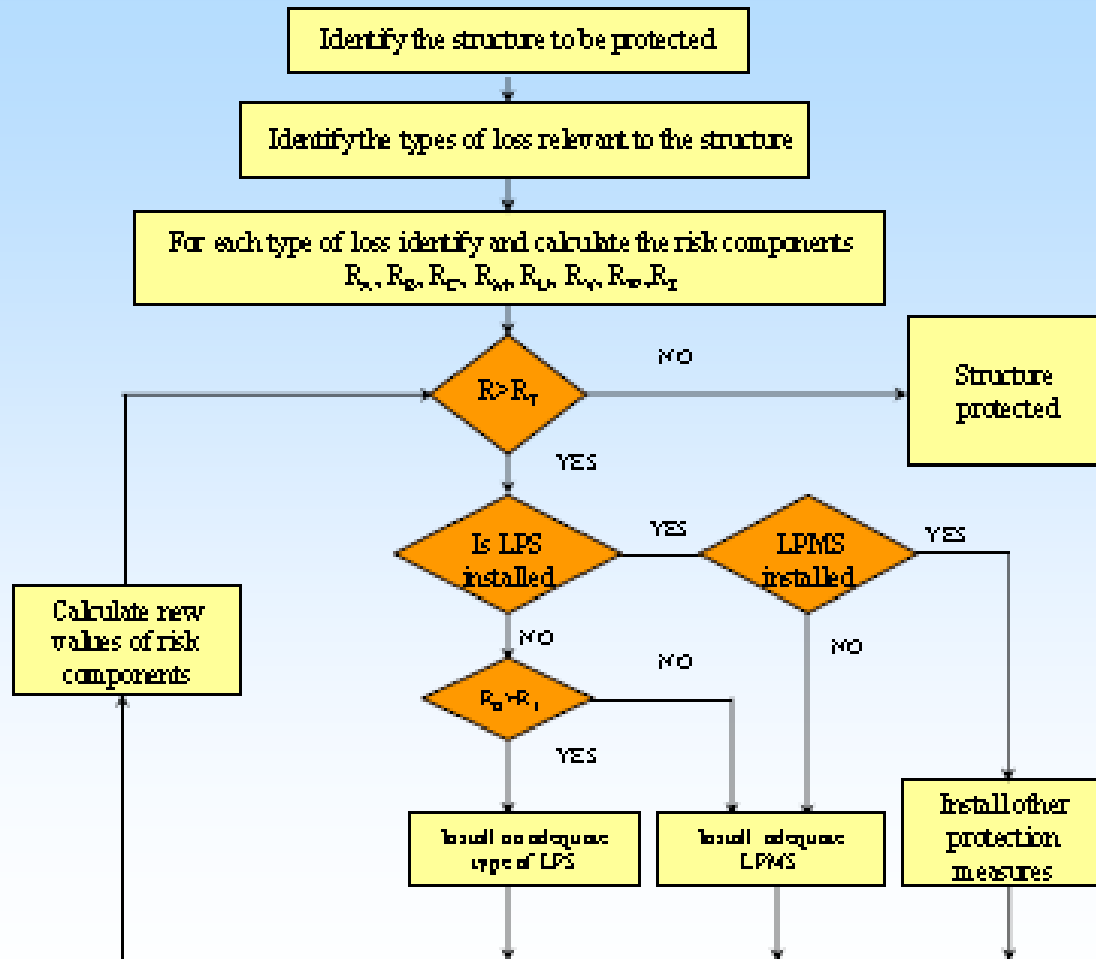 Identify the structure to be protected
Identify the types of loss relevant to the structure
For each type of loss identify and calculate the risk components
R>R_T
NO
Structure
protected
YES
Is LPS
installed
YES
LPMS
installed
YES
Calculate new
values of risk
components
NO
NO
NO
YES
Install an adequate
type of LPS
Install adequate
LPMS
Install other
protection
measures